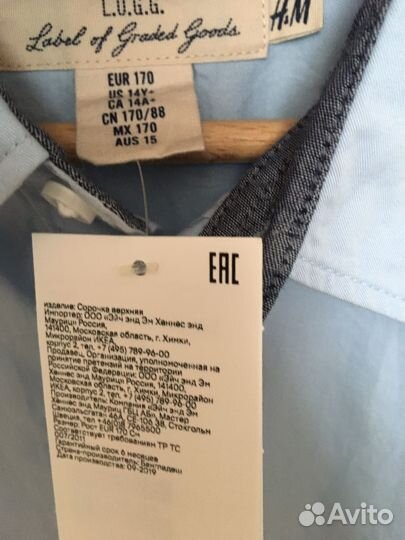 L.O.G.G.
Label of Graded Goods.
H&M
EUR 170
US 14Y-
CA 14A-
CN 170/88
MX 170
AUS 15
EAC
изделие: Сорочка верхняя
Импортер: ООО «Эйч энд Эм Хеннес энд
Мауриц» Россия,
141400, Московская область, г. Химки,
Микрорайон ИКЕА,
корпус 2, тел. +7 (495) 789-96-00
Продавец, Организация, уполномоченная на
принятие претензий на территории
Российской Федерации: ООО «Эйч энд Эм
Хеннес энд Мауриц» Россия,
141400, Московская область, г. Химки, Микрорайон
ИКЕА, корпус 2, тел. +7 (495) 789-96-00
Производитель: Компания «Эйч энд Эм
Хеннес энд Мауриц ГБЦ АБ», Мастер
Самюэльсгатан 46А, СЕ-106 38, Стокгольм
Швеция, тел +46(0)8 7965500
Размер: Рост EUR 170
Соответствует требованиям ТР ТС
007/2011
Гарантийный срок 6 месяцев
Страна-производитель: Бангладеш
Дата производства: 09-2019
Avito